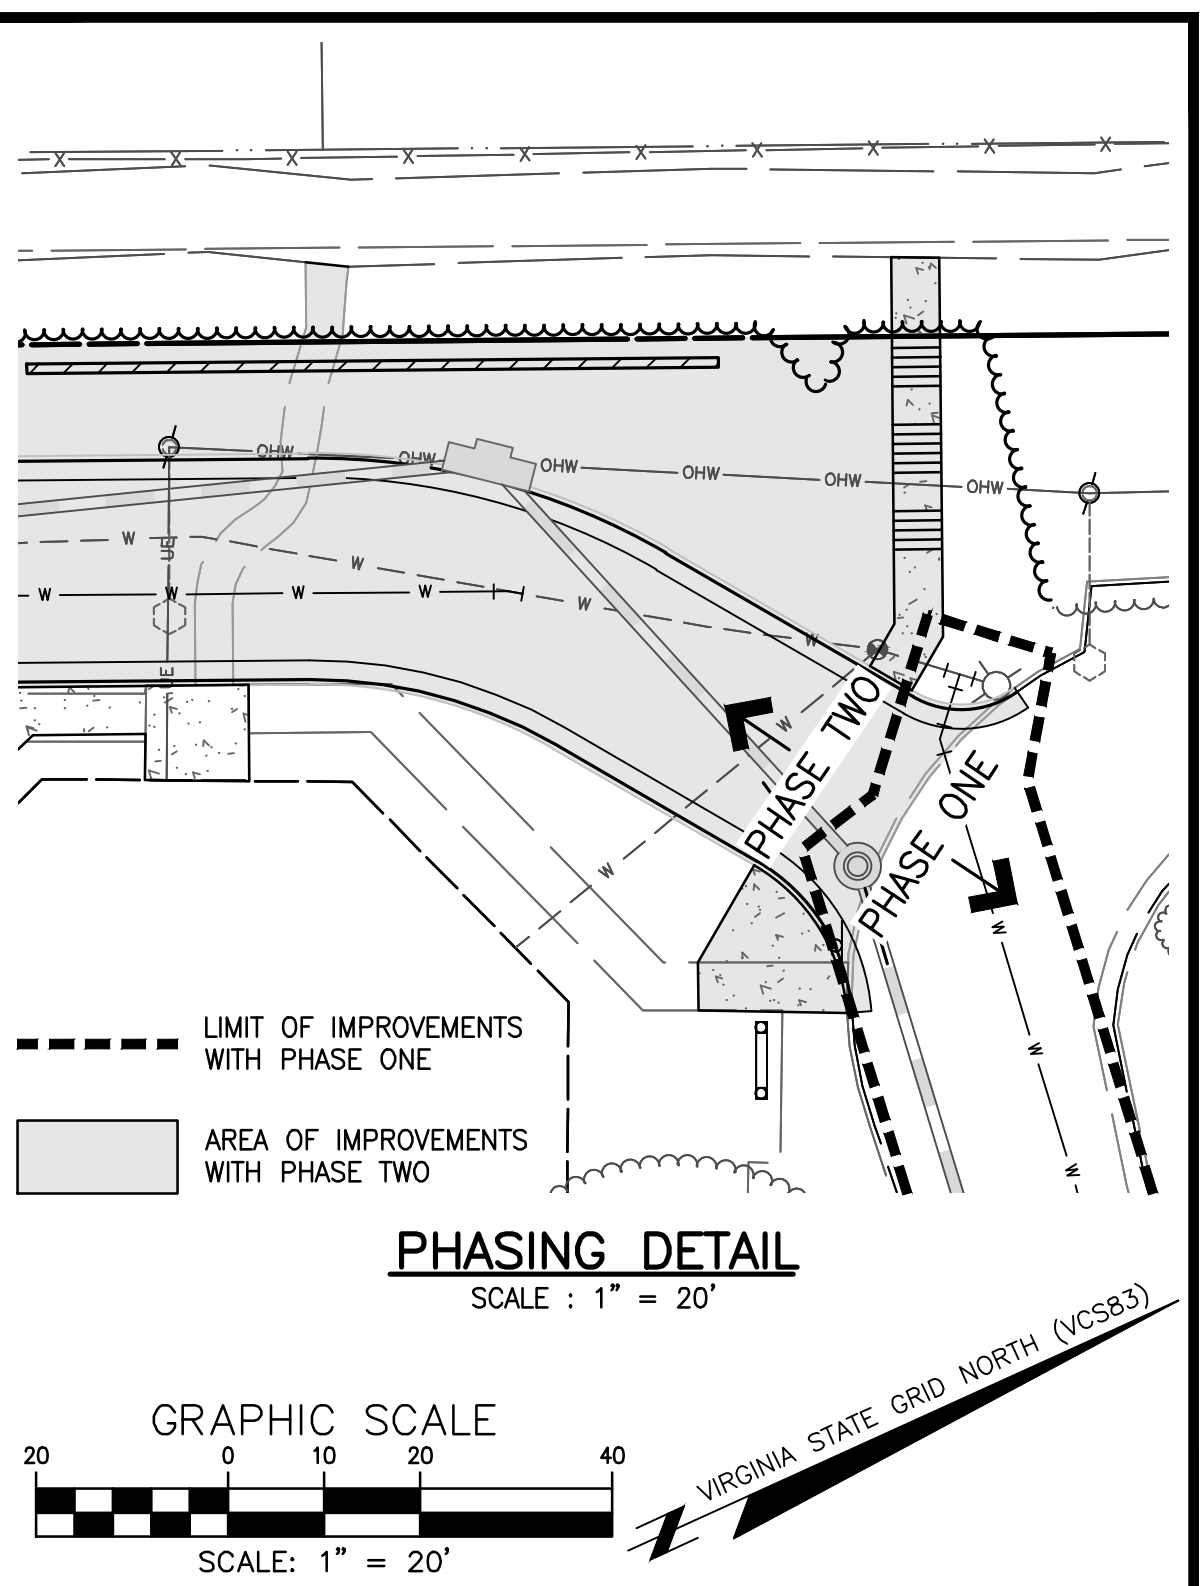 X X X X X X X X X X
OHW OHW OHW OHW OHW OHW
W W W W
UE
W W W W
UE
W
W
PHASE TWO
PHASE ONE
W
W
W
LIMIT OF IMPROVEMENTS
WITH PHASE ONE
AREA OF IMPROVEMENTS
WITH PHASE TWO
PHASING DETAIL
SCALE : 1" = 20'
VIRGINIA STATE GRID NORTH (VCS83)
GRAPHIC SCALE
20 0 10 20 40
SCALE: 1" = 20'